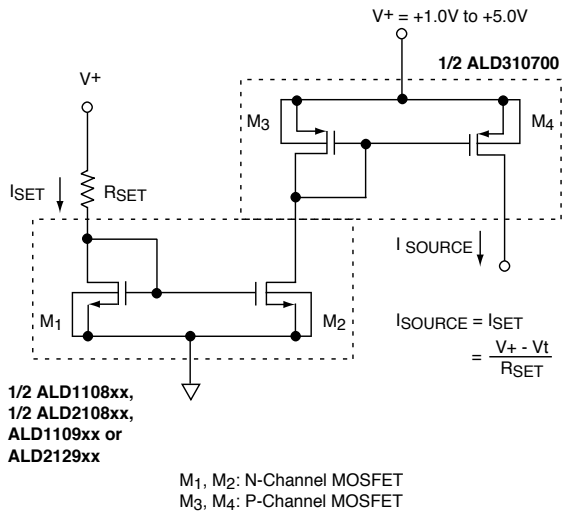 V+ = +1.0V to +5.0V
1/2 ALD310700
V+
M3
M4
ISET
RSET
I SOURCE
M1
M2
ISOURCE = ISET
= V+ - Vt
RSET
1/2 ALD1108xx,
1/2 ALD2108xx,
ALD1109xx or
ALD2129xx
M1, M2: N-Channel MOSFET
M3, M4: P-Channel MOSFET